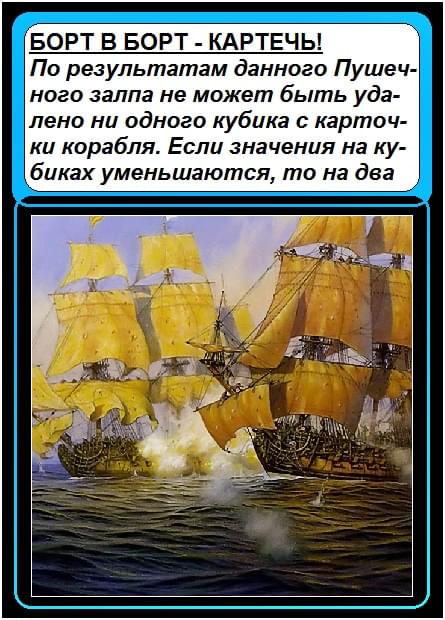 БОРТ В БОРТ - КАРТЕЧЬ!
По результатам данного Пушеч-
ного залпа не может быть уда-
лено ни одного кубика с карточ-
ки корабля. Если значения на ку-
биках уменьшаются, то на два